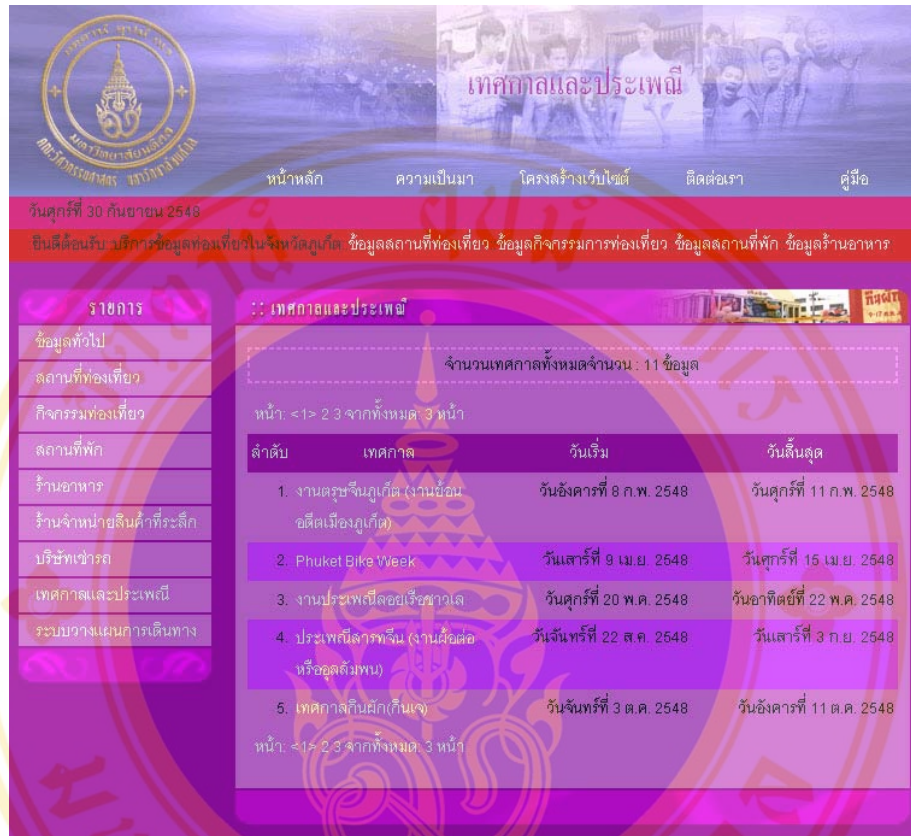 เทศกาลและประเพณี
หน้าหลัก ความเป็นมา โครงสร้างเว็บไซต์ ติดต่อเรา คู่มือ
วันศุกร์ที่ 30 กันยายน 2548
ยินดีต้อนรับ: บริการข้อมูลท่องเที่ยวในจังหวัดภูเก็ต: ข้อมูลสถานที่ท่องเที่ยว ข้อมูลกิจกรรมการท่องเที่ยว ข้อมูลสถานที่พัก ข้อมูลร้านอาหาร
รายการ
ข้อมูลทั่วไป
สถานที่ท่องเที่ยว
กิจกรรมท่องเที่ยว
สถานที่พัก
ร้านอาหาร
ร้านจำหน่ายสินค้าที่ระลึก
บริษัทเช่ารถ
เทศกาลและประเพณี
ระบบวางแผนการเดินทาง
:: เทศกาลและประเพณี
จำนวนเทศกาลทั้งหมดจำนวน : 11 ข้อมูล
หน้า: <1> 2 3 จากทั้งหมด: 3 หน้า
ลำดับ เทศกาล วันเริ่ม วันสิ้นสุด
1. งานตรุษจีนภูเก็ต (งานย้อน วันอังคารที่ 8 ก.พ. 2548 วันศุกร์ที่ 11 ก.พ. 2548
อดีตเมืองภูเก็ต)
2. Phuket Bike Week วันเสาร์ที่ 9 เม.ย. 2548 วันศุกร์ที่ 15 เม.ย. 2548
3. งานประเพณีลอยเรือชาวเล วันศุกร์ที่ 20 พ.ค. 2548 วันอาทิตย์ที่ 22 พ.ค. 2548
4. ประเพณีสารทจีน (งานผ้อต่อ วันจันทร์ที่ 22 ส.ค. 2548 วันเสาร์ที่ 3 ก.ย. 2548
หรืออุลลัมพน)
5. เทศกาลกินผัก(กินเจ) วันจันทร์ที่ 3 ต.ค. 2548 วันอังคารที่ 11 ต.ค. 2548
หน้า: <1> 2 3 จากทั้งหมด: 3 หน้า